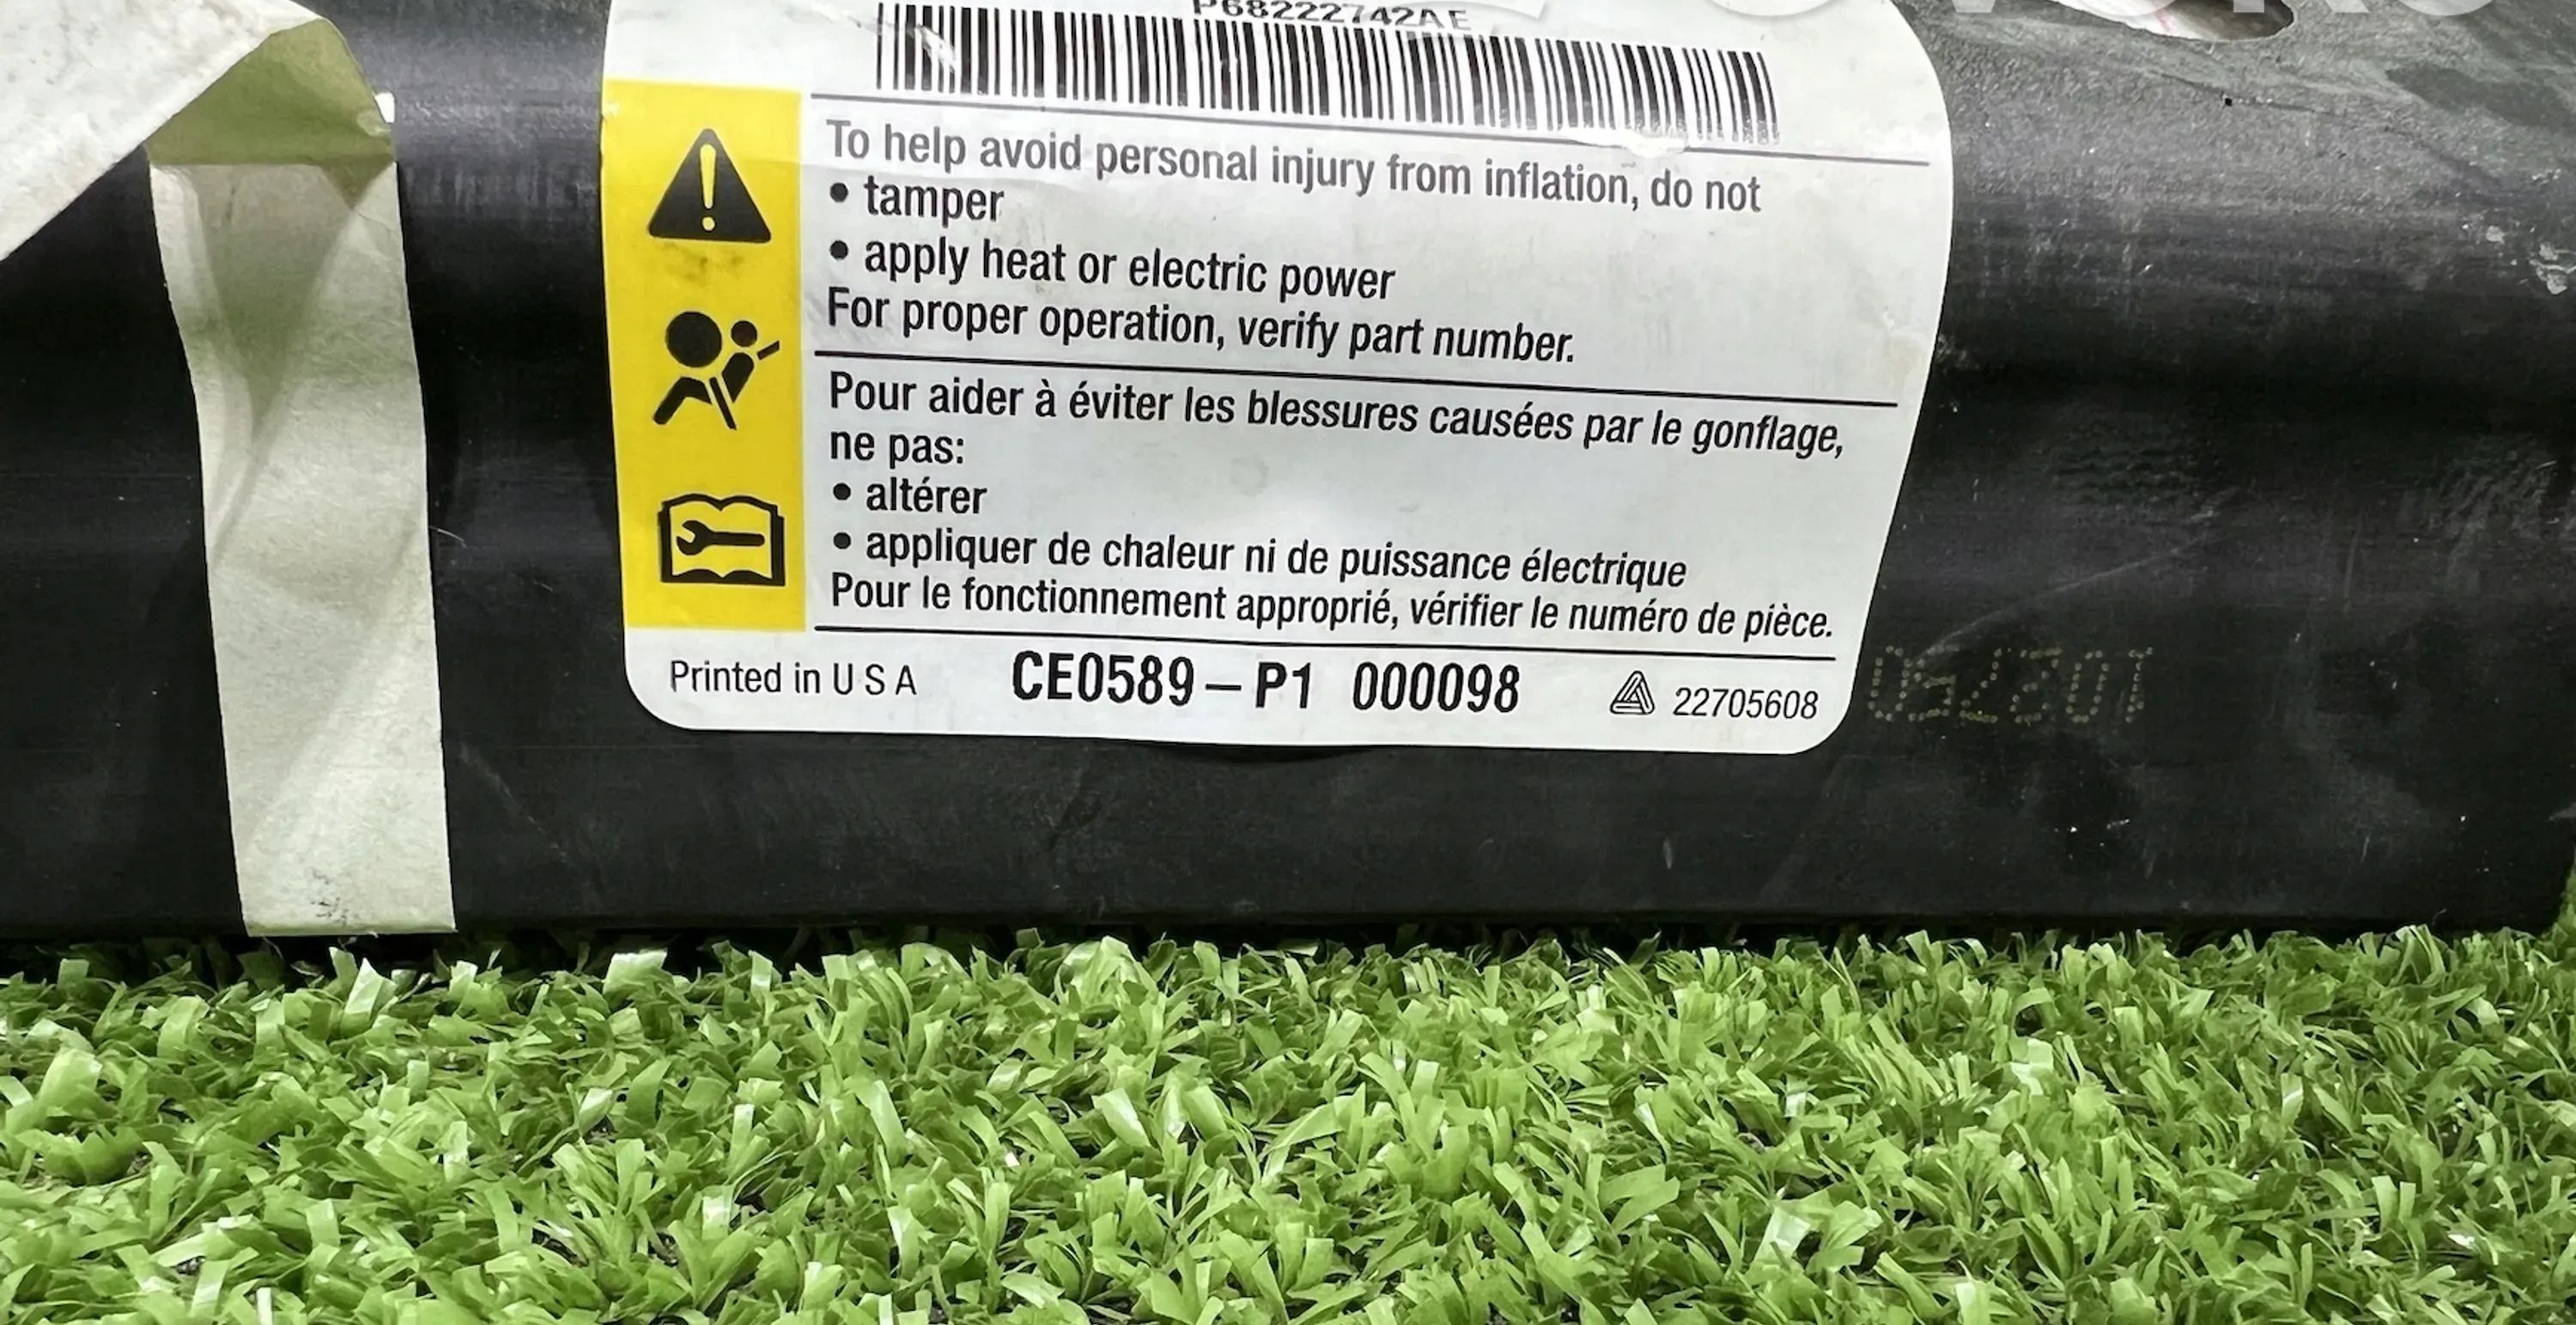 P68222742AE
To help avoid personal injury from inflation, do not
• tamper
• apply heat or electric power
For proper operation, verify part number.
Pour aider à éviter les blessures causées par le gonflage,
ne pas:
• altérer
• appliquer de chaleur ni de puissance électrique
Pour le fonctionnement approprié, vérifier le numéro de pièce.
Printed in U S A CE0589 – P1 000098 22705608